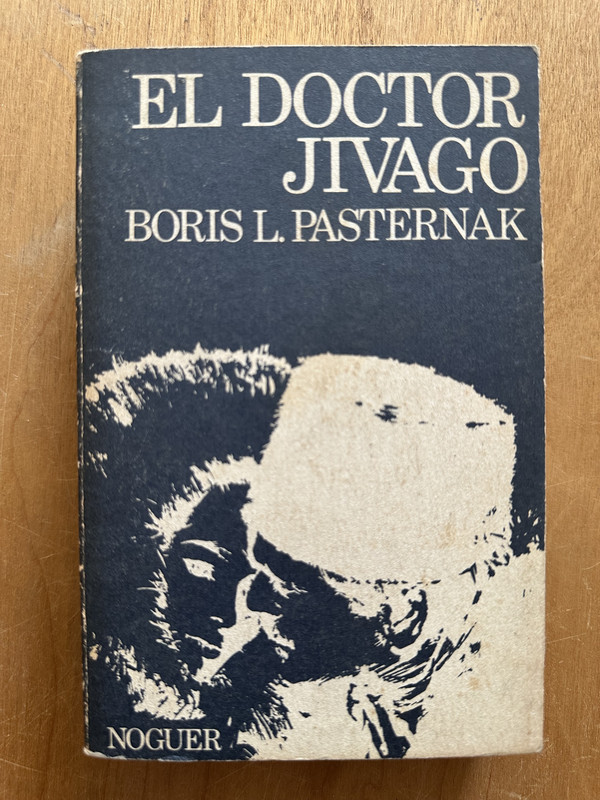 EL DOCTOR
JIVAGO
BORIS L. PASTERNAK
NOGUER